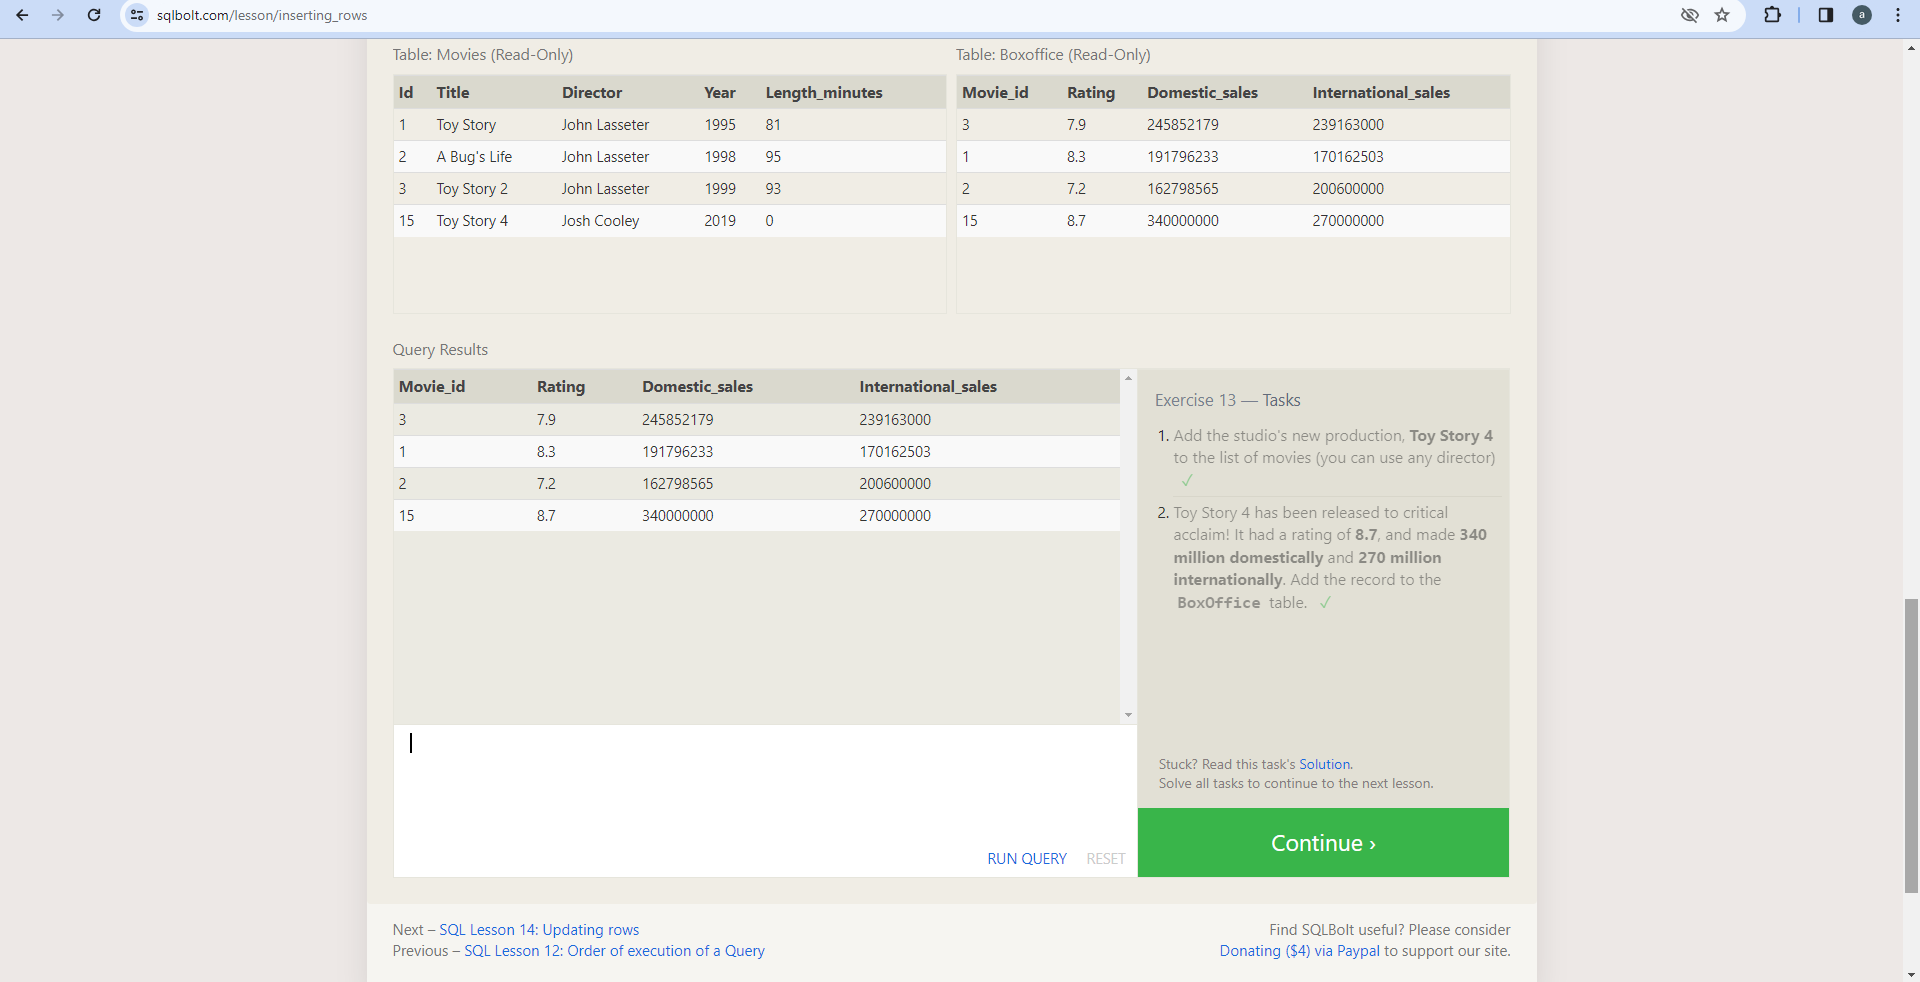 sqlbolt.com/lesson/inserting_rows
a
Table: Movies (Read-Only)
Id Title Director Year Length_minutes
1 Toy Story John Lasseter 1995 81
2 A Bug's Life John Lasseter 1998 95
3 Toy Story 2 John Lasseter 1999 93
15 Toy Story 4 Josh Cooley 2019 0
Table: Boxoffice (Read-Only)
Movie_id Rating Domestic_sales International_sales
3 7.9 245852179 239163000
1 8.3 191796233 170162503
2 7.2 162798565 200600000
15 8.7 340000000 270000000
Query Results
Movie_id Rating Domestic_sales International_sales
3 7.9 245852179 239163000
1 8.3 191796233 170162503
2 7.2 162798565 200600000
15 8.7 340000000 270000000
RUN QUERY RESET
Exercise 13 — Tasks
1. Add the studio's new production, Toy Story 4
to the list of movies (you can use any director)
✓
2. Toy Story 4 has been released to critical
acclaim! It had a rating of 8.7, and made 340
million domestically and 270 million
internationally. Add the record to the
BoxOffice table. ✓
Stuck? Read this task's Solution.
Solve all tasks to continue to the next lesson.
Continue ›
Next – SQL Lesson 14: Updating rows
Previous – SQL Lesson 12: Order of execution of a Query
Find SQLBolt useful? Please consider
Donating ($4) via Paypal to support our site.